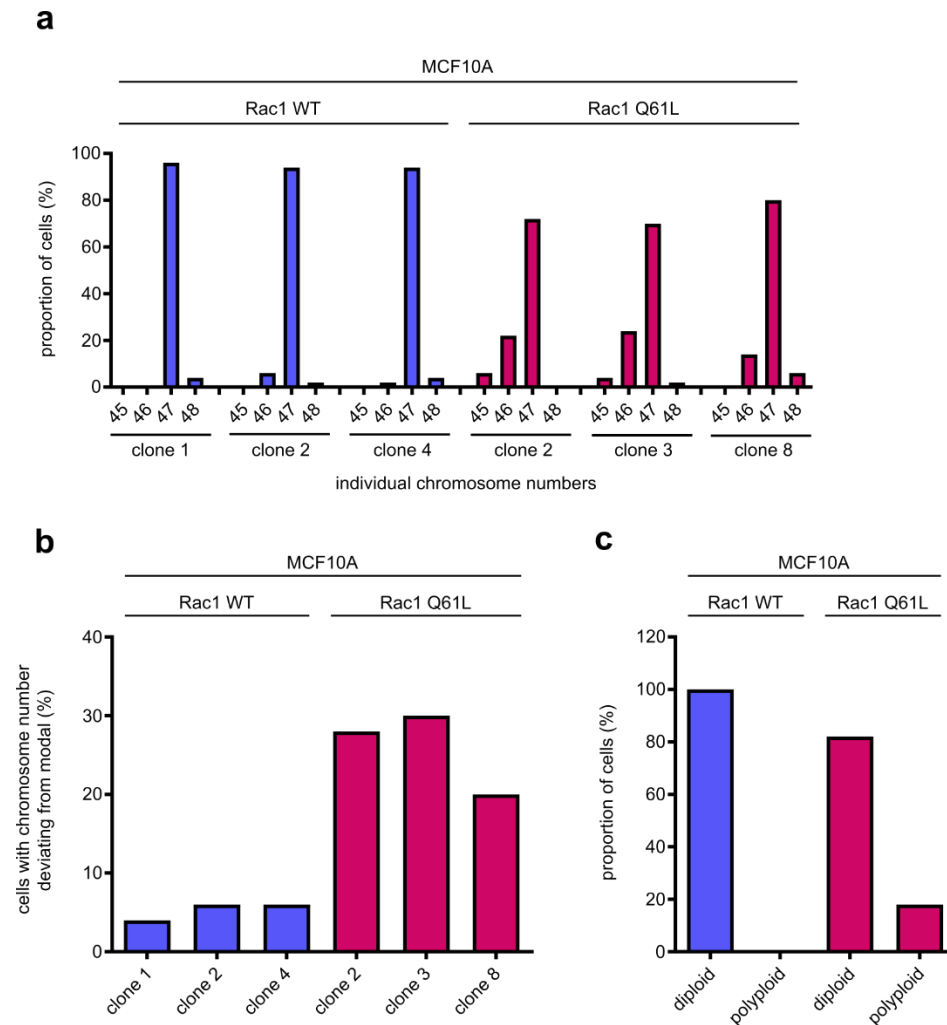 a
MCF10A
Rac1 WT Rac1 Q61L
proportion of cells (%)
100
80
60
40
20
0
45 46 47 48 45 46 47 48 45 46 47 48 45 46 47 48 45 46 47 48 45 46 47 48
clone 1 clone 2 clone 4 clone 2 clone 3 clone 8
individual chromosome numbers
b
MCF10A
Rac1 WT Rac1 Q61L
cells with chromosome number
deviating from modal (%)
40
30
20
10
0
clone 1 clone 2 clone 4 clone 2 clone 3 clone 8
c
MCF10A
Rac1 WT Rac1 Q61L
proportion of cells (%)
120
100
80
60
40
20
0
diploid polyploid diploid polyploid